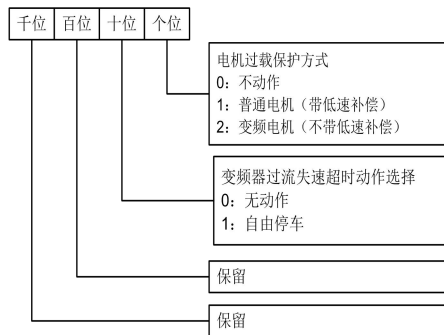 千位 百位 十位 个位
电机过载保护方式
0：不动作
1：普通电机（带低速补偿）
2：变频电机（不带低速补偿）
变频器过流失速超时动作选择
0：无动作
1：自由停车
保留
保留